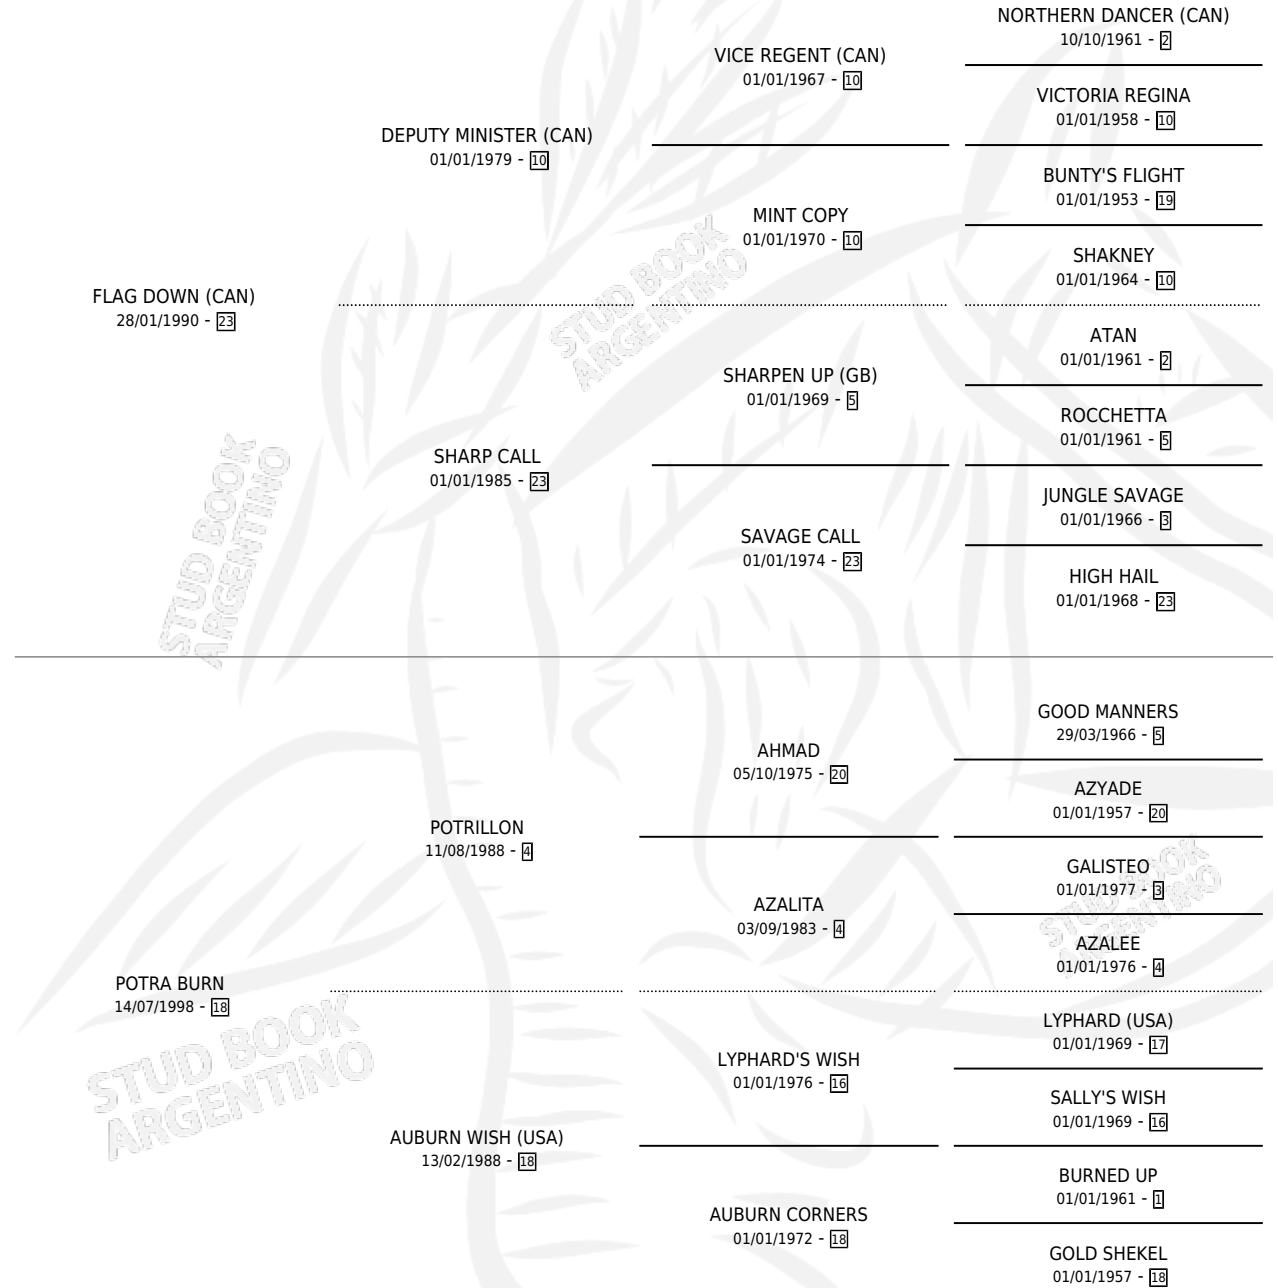 NORTHERN DANCER (CAN)
10/10/1961 - 2
VICE REGENT (CAN)
01/01/1967 - 10
VICTORIA REGINA
01/01/1958 - 10
DEPUTY MINISTER (CAN)
01/01/1979 - 10
BUNTY'S FLIGHT
01/01/1953 - 19
MINT COPY
01/01/1970 - 10
SHAKNEY
01/01/1964 - 10
FLAG DOWN (CAN)
28/01/1990 - 23
ATAN
01/01/1961 - 2
SHARPEN UP (GB)
01/01/1969 - 5
ROCCHETTA
01/01/1961 - 5
SHARP CALL
01/01/1985 - 23
JUNGLE SAVAGE
01/01/1966 - 3
SAVAGE CALL
01/01/1974 - 23
HIGH HAIL
01/01/1968 - 23
STUD BOOK
ARGENTINO
STUD BOOK
ARGENTINO
GOOD MANNERS
29/03/1966 - 5
AHMAD
05/10/1975 - 20
AZYADE
01/01/1957 - 20
POTRILLON
11/08/1988 - 4
GALISTEO
01/01/1977 - 3
AZALITA
03/09/1983 - 4
AZALEE
01/01/1976 - 4
POTRA BURN
14/07/1998 - 18
LYPHARD (USA)
01/01/1969 - 17
LYPHARD'S WISH
01/01/1976 - 16
SALLY'S WISH
01/01/1969 - 16
AUBURN WISH (USA)
13/02/1988 - 18
BURNED UP
01/01/1961 - 1
AUBURN CORNERS
01/01/1972 - 18
GOLD SHEKEL
01/01/1957 - 18
STUD BOOK
ARGENTINO
STUD BOOK
ARGENTINO